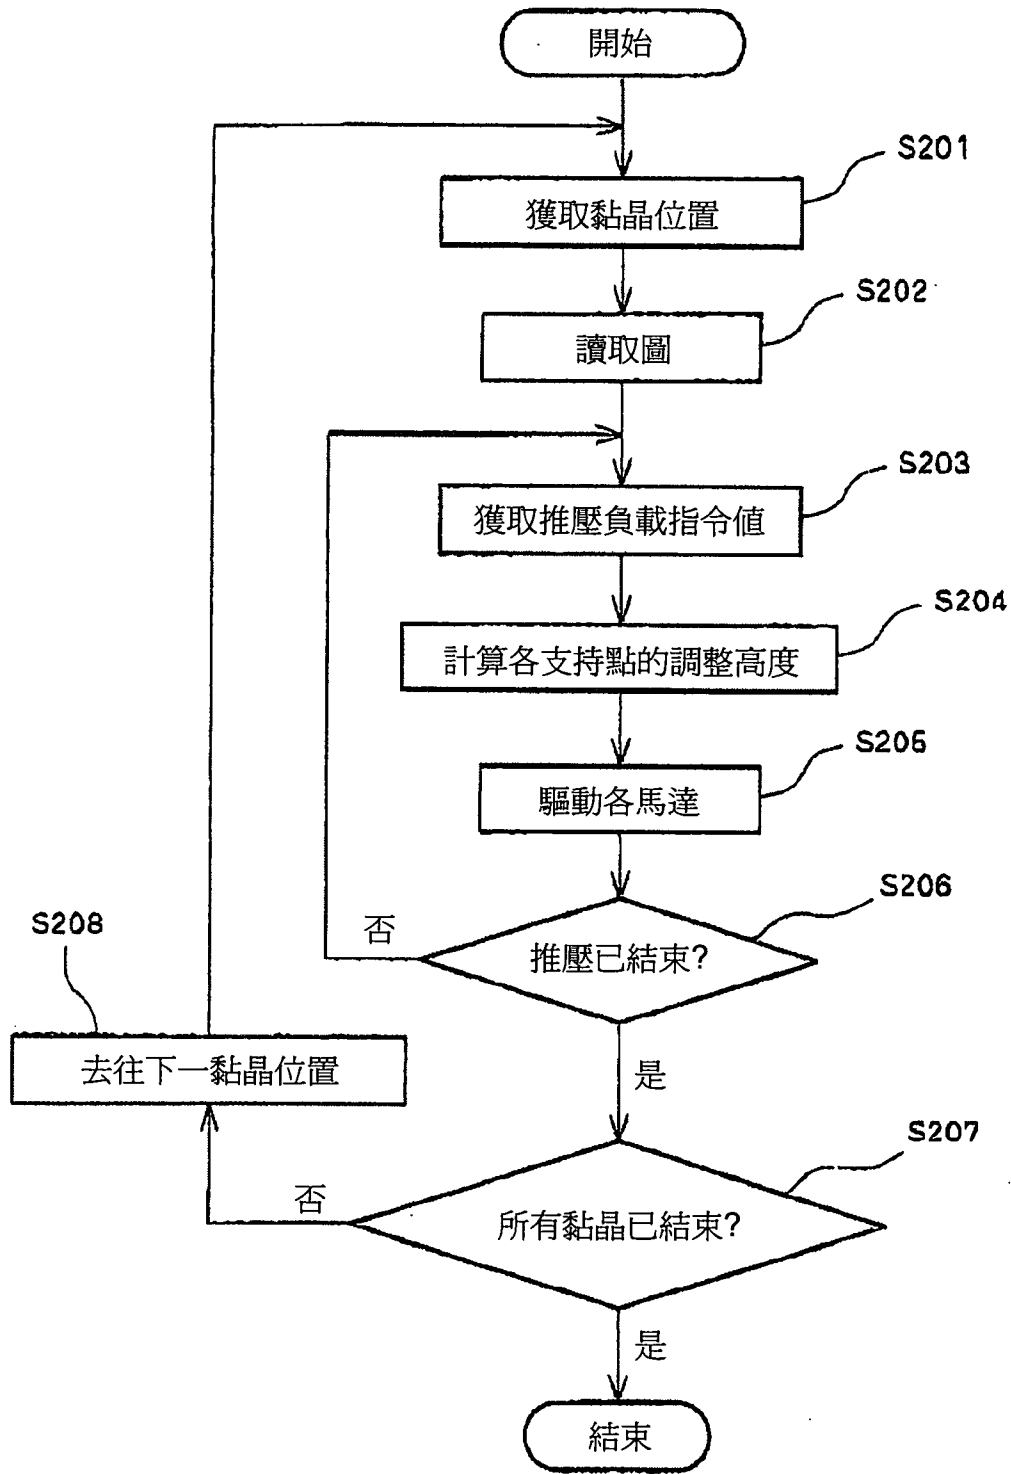 開始
S201
獲取黏晶位置
S202
讀取圖
S203
獲取推壓負載指令值
S204
計算各支持點的調整高度
S205
驅動各馬達
S206
推壓已結束?
否
是
S207
所有黏晶已結束?
否
S208
去往下一黏晶位置
是
結束